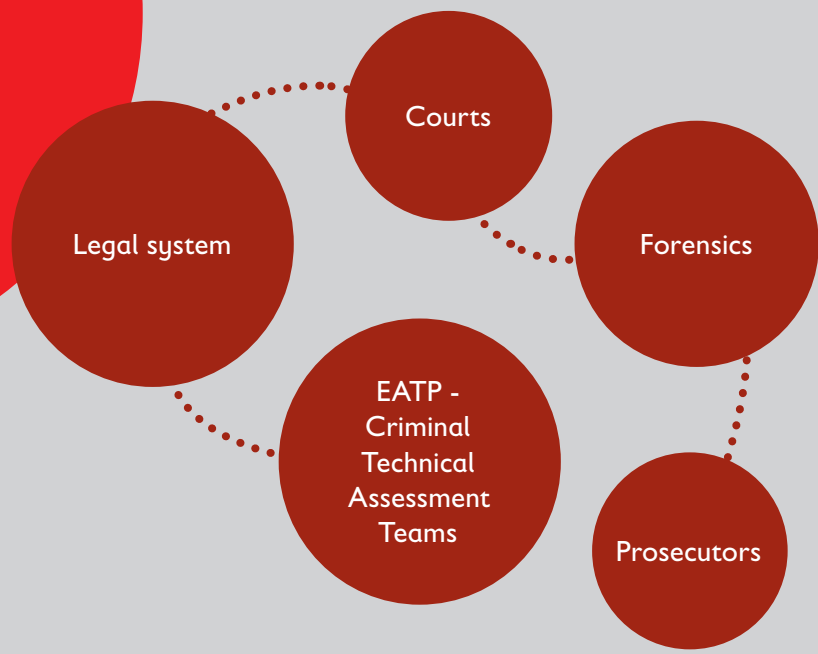 Courts
Legal system
Forensics
EATP -
Criminal
Technical
Assessment
Teams
Prosecutors